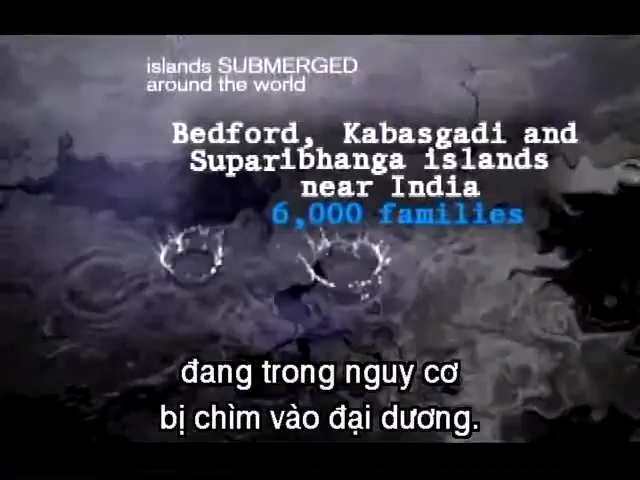 islands SUBMERGED
around the world
Bedford, Kabasgadi and
Suparibhanga islands
near India
6,000 families
đang trong nguy cơ
bị chìm vào đại dương.